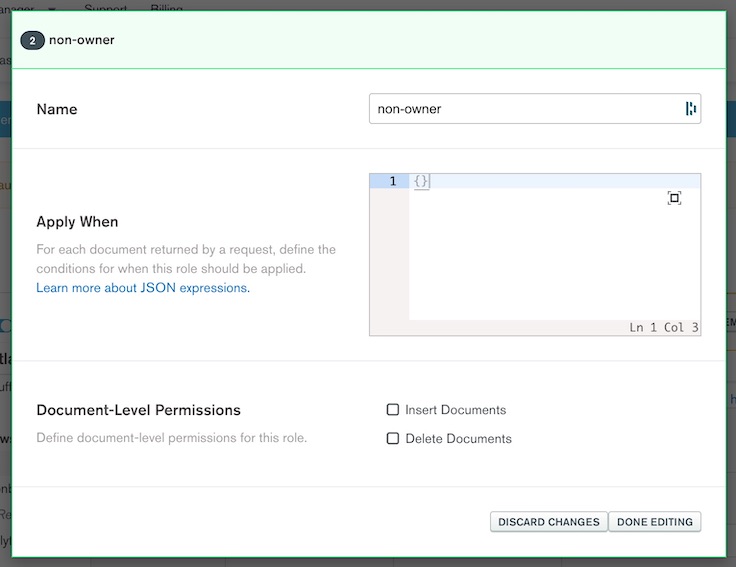 Support
Billing
2 non-owner
Name
non-owner
1 {}
Apply When
For each document returned by a request, define the
conditions for when this role should be applied.
Learn more about JSON expressions.
Ln 1 Col 3
Document-Level Permissions
Define document-level permissions for this role.
Insert Documents
Delete Documents
DISCARD CHANGES
DONE EDITING